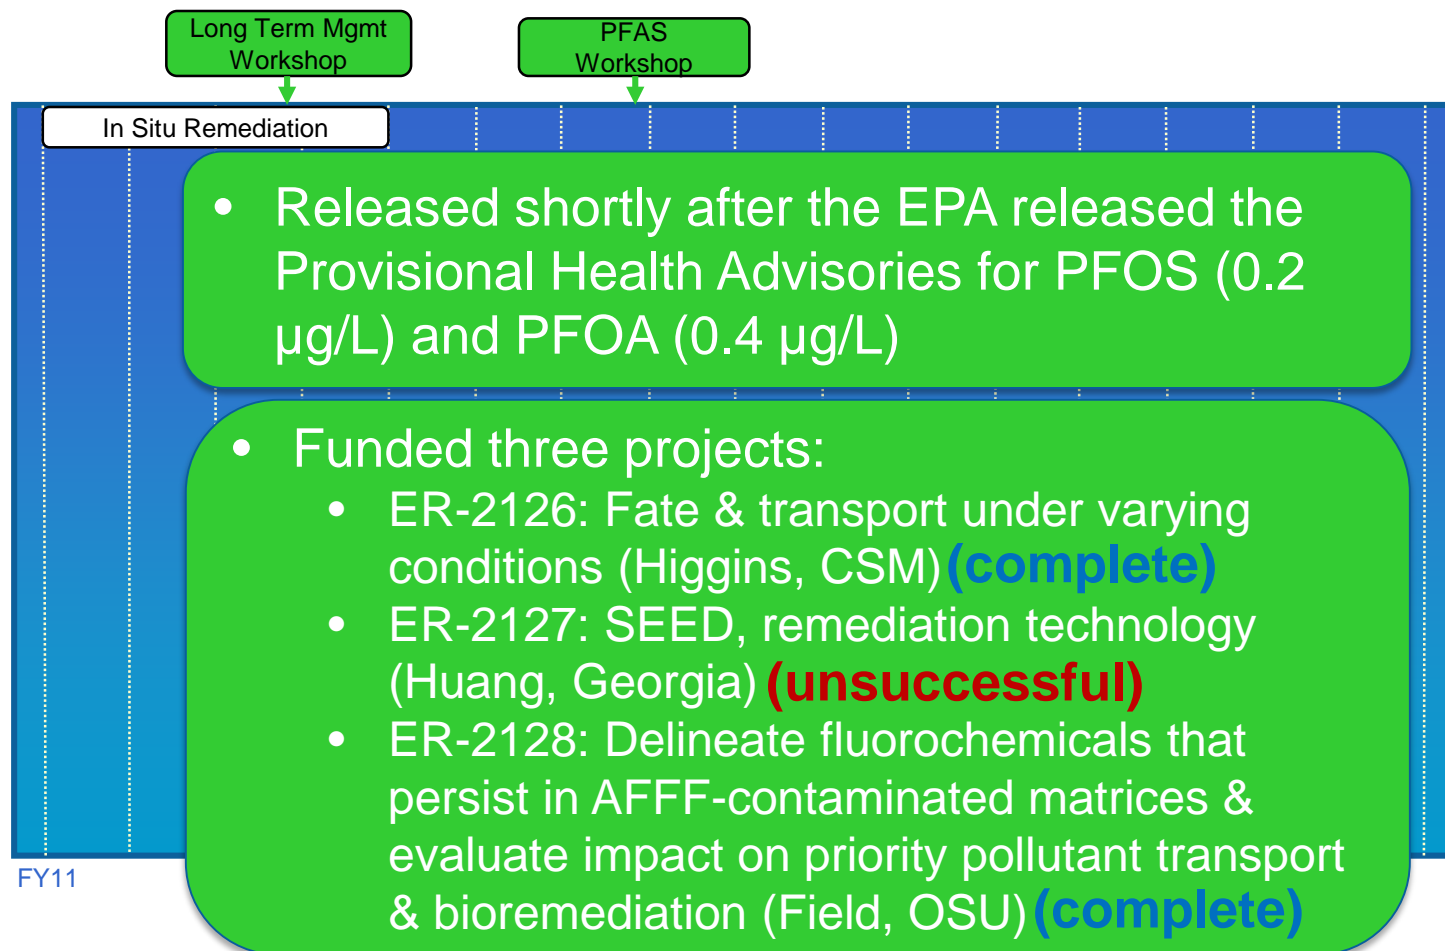 Long Term Mgmt
Workshop
PFAS
Workshop
In Situ Remediation
• Released shortly after the EPA released the
Provisional Health Advisories for PFOS (0.2
µg/L) and PFOA (0.4 µg/L)
• Funded three projects:
• ER-2126: Fate & transport under varying
conditions (Higgins, CSM) (complete)
• ER-2127: SEED, remediation technology
(Huang, Georgia) (unsuccessful)
• ER-2128: Delineate fluorochemicals that
persist in AFFF-contaminated matrices &
evaluate impact on priority pollutant transport
& bioremediation (Field, OSU) (complete)
FY11